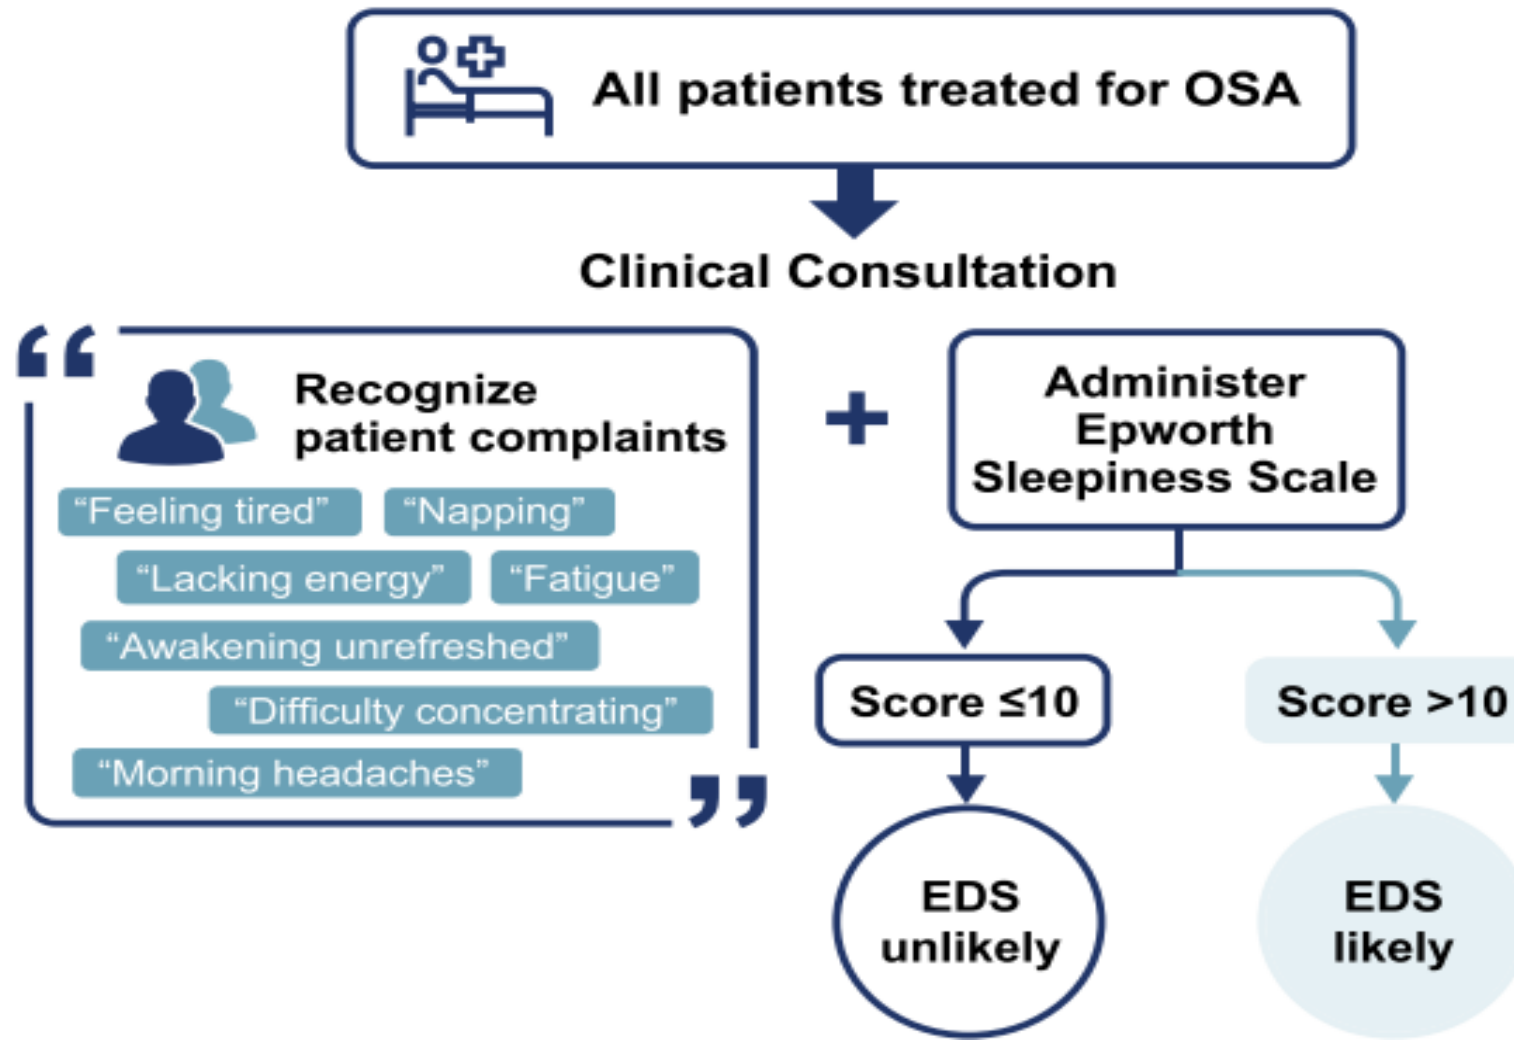 All patients treated for OSA
Clinical Consultation
Recognize
patient complaints
“Feeling tired”
“Napping”
“Lacking energy”
“Fatigue”
“Awakening unrefreshed”
“Difficulty concentrating”
“Morning headaches”
+
Administer
Epworth
Sleepiness Scale
Score ≤10
Score >10
EDS
unlikely
EDS
likely